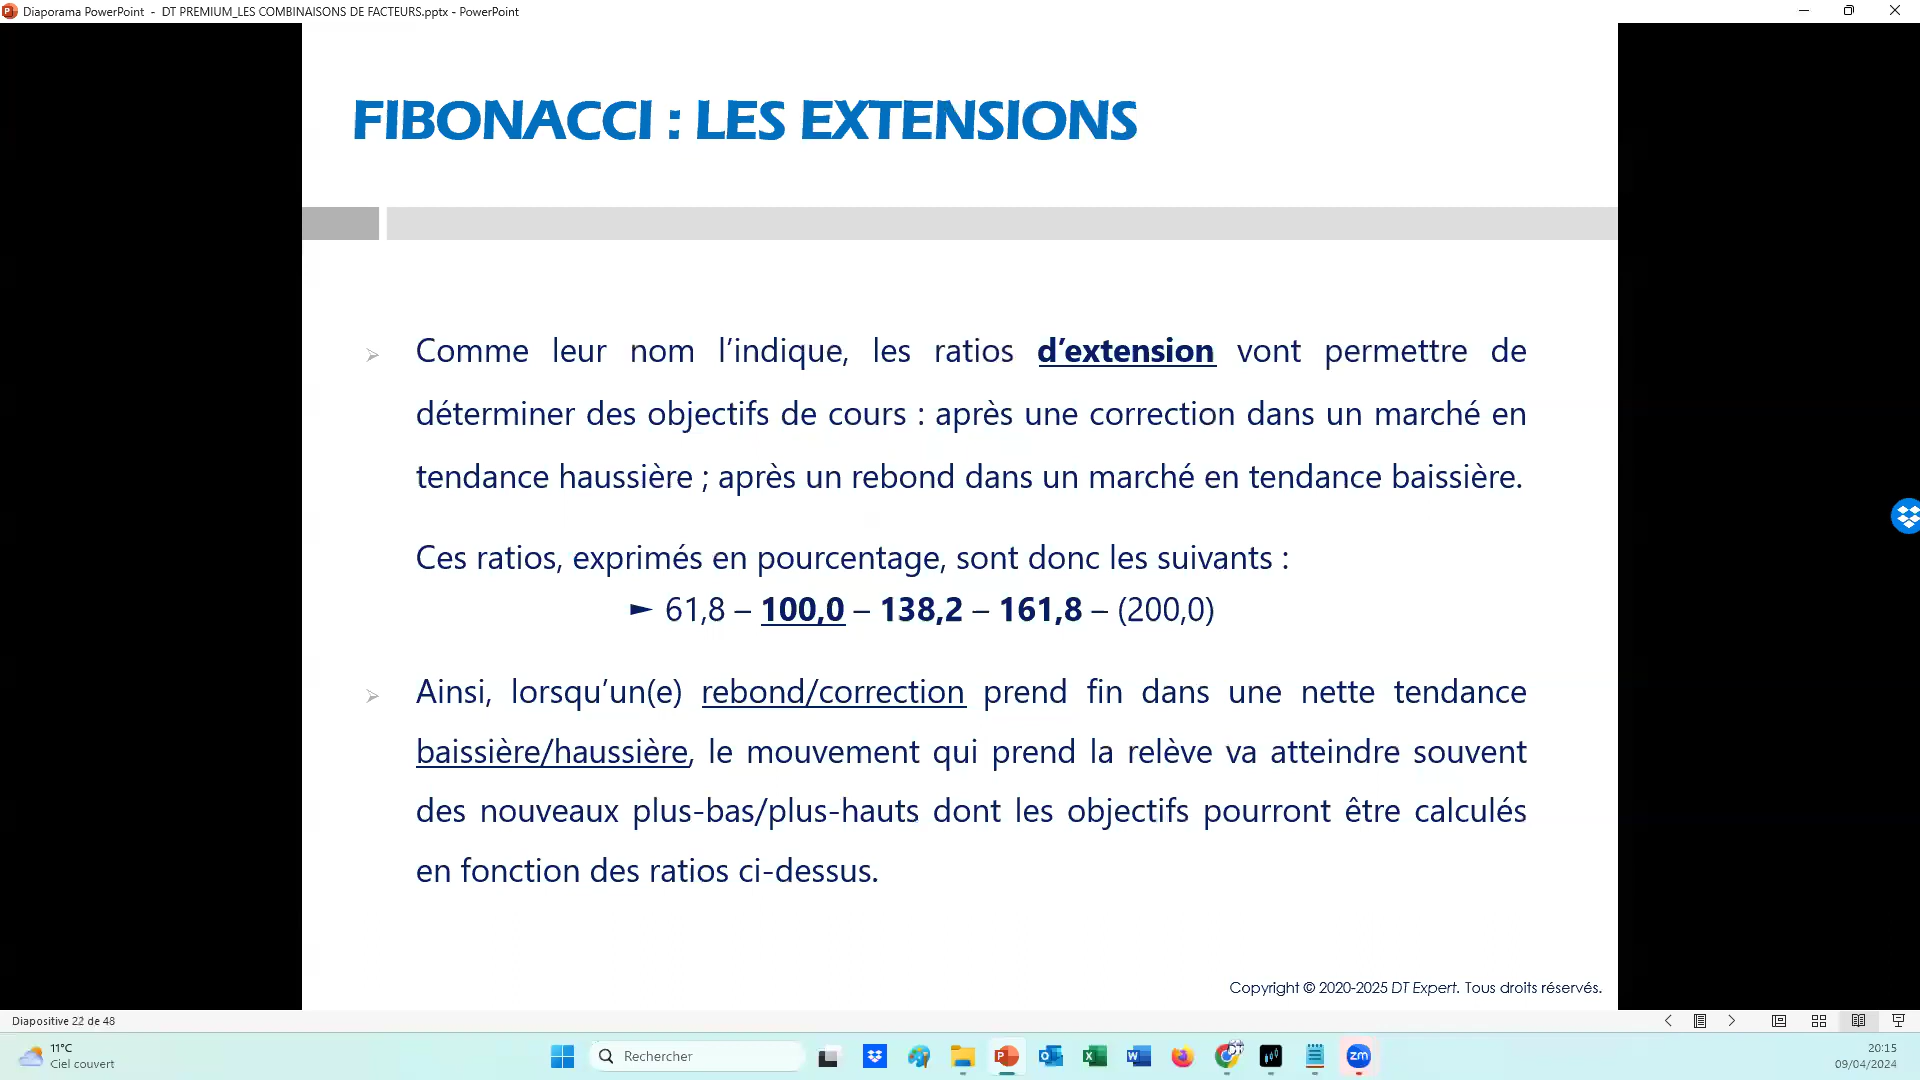 Diaporama PowerPoint - DT PREMIUM_LES COMBINAISONS DE FACTEURS.pptx - PowerPoint
FIBONACCI : LES EXTENSIONS
Comme leur nom l’indique, les ratios d’extension vont permettre de
déterminer des objectifs de cours : après une correction dans un marché en
tendance haussière ; après un rebond dans un marché en tendance baissière.
Ces ratios, exprimés en pourcentage, sont donc les suivants :
► 61,8 – 100,0 – 138,2 – 161,8 – (200,0)
Ainsi, lorsqu’un(e) rebond/correction prend fin dans une nette tendance
baissière/haussière, le mouvement qui prend la relève va atteindre souvent
des nouveaux plus-bas/plus-hauts dont les objectifs pourront être calculés
en fonction des ratios ci-dessus.
Copyright © 2020-2025 DT Expert. Tous droits réservés.
Diapositive 22 de 48
11°C
Ciel couvert
Rechercher
zm
20:15
09/04/2024